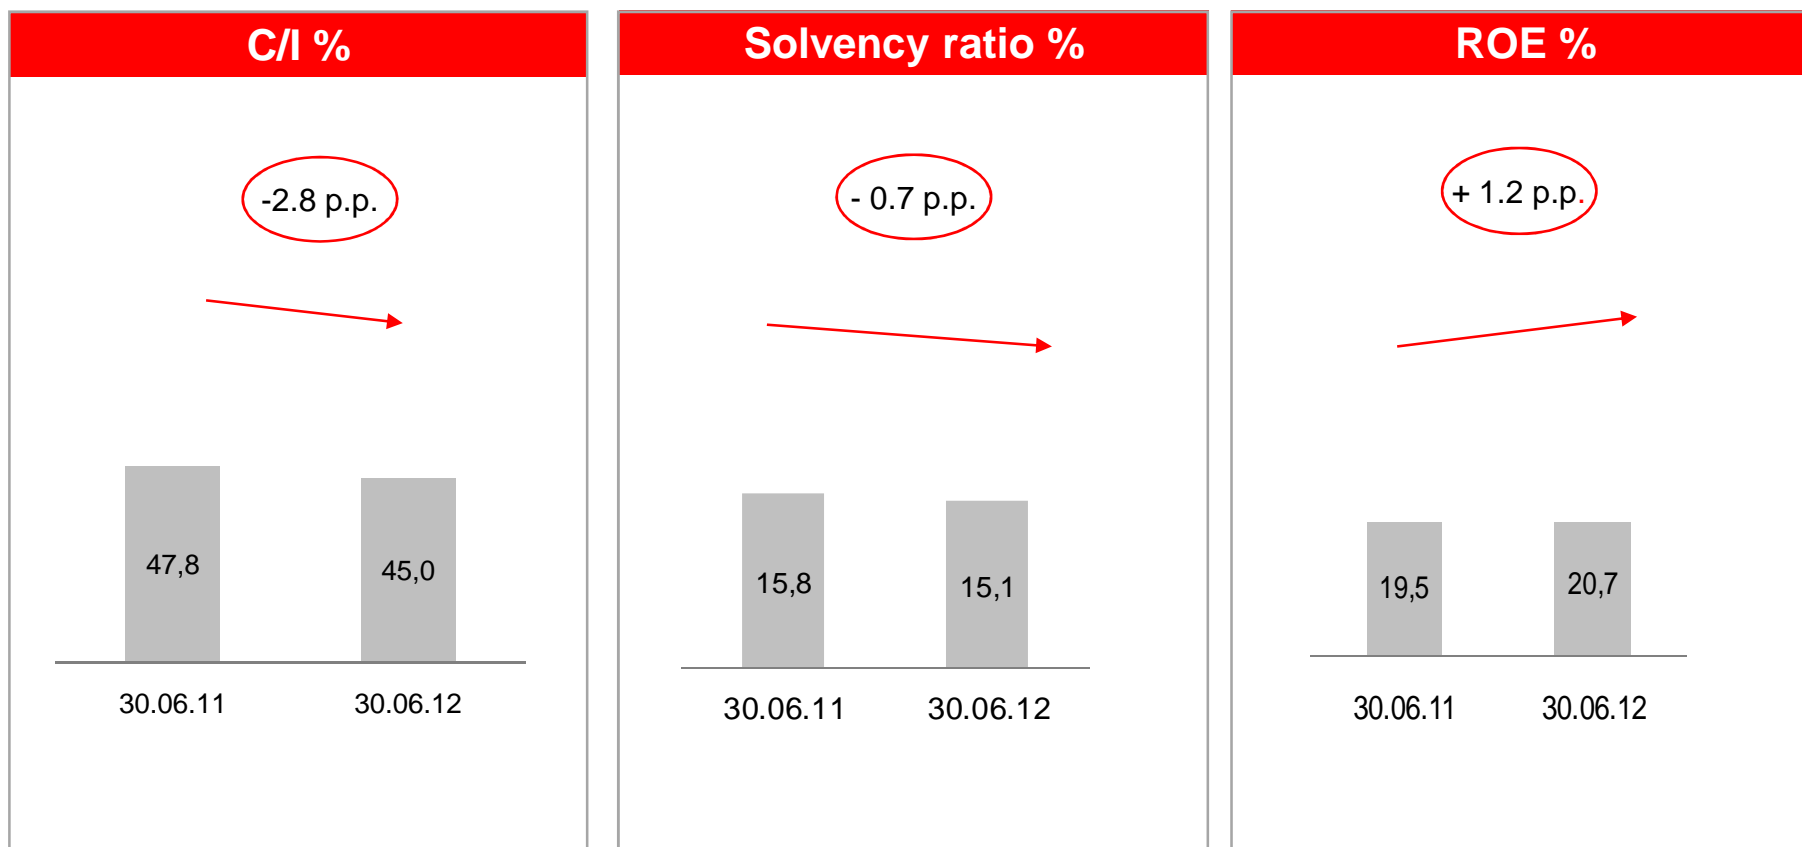 C/I %
-2.8 p.p.
47,8
45,0
30.06.11
30.06.12
Solvency ratio %
- 0.7 p.p.
15,8
15,1
30.06.11
30.06.12
ROE %
+ 1.2 p.p.
19,5
20,7
30.06.11
30.06.12